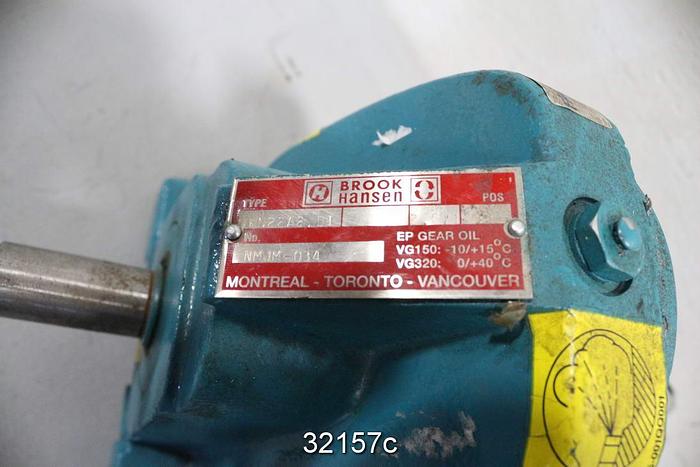 BROOK
Hansen
TYPE
POS
No.
NMJM-014
EP GEAR OIL
VG150: -10/+15°C
VG320: 0/+40°C
MONTREAL - TORONTO - VANCOUVER
32157c